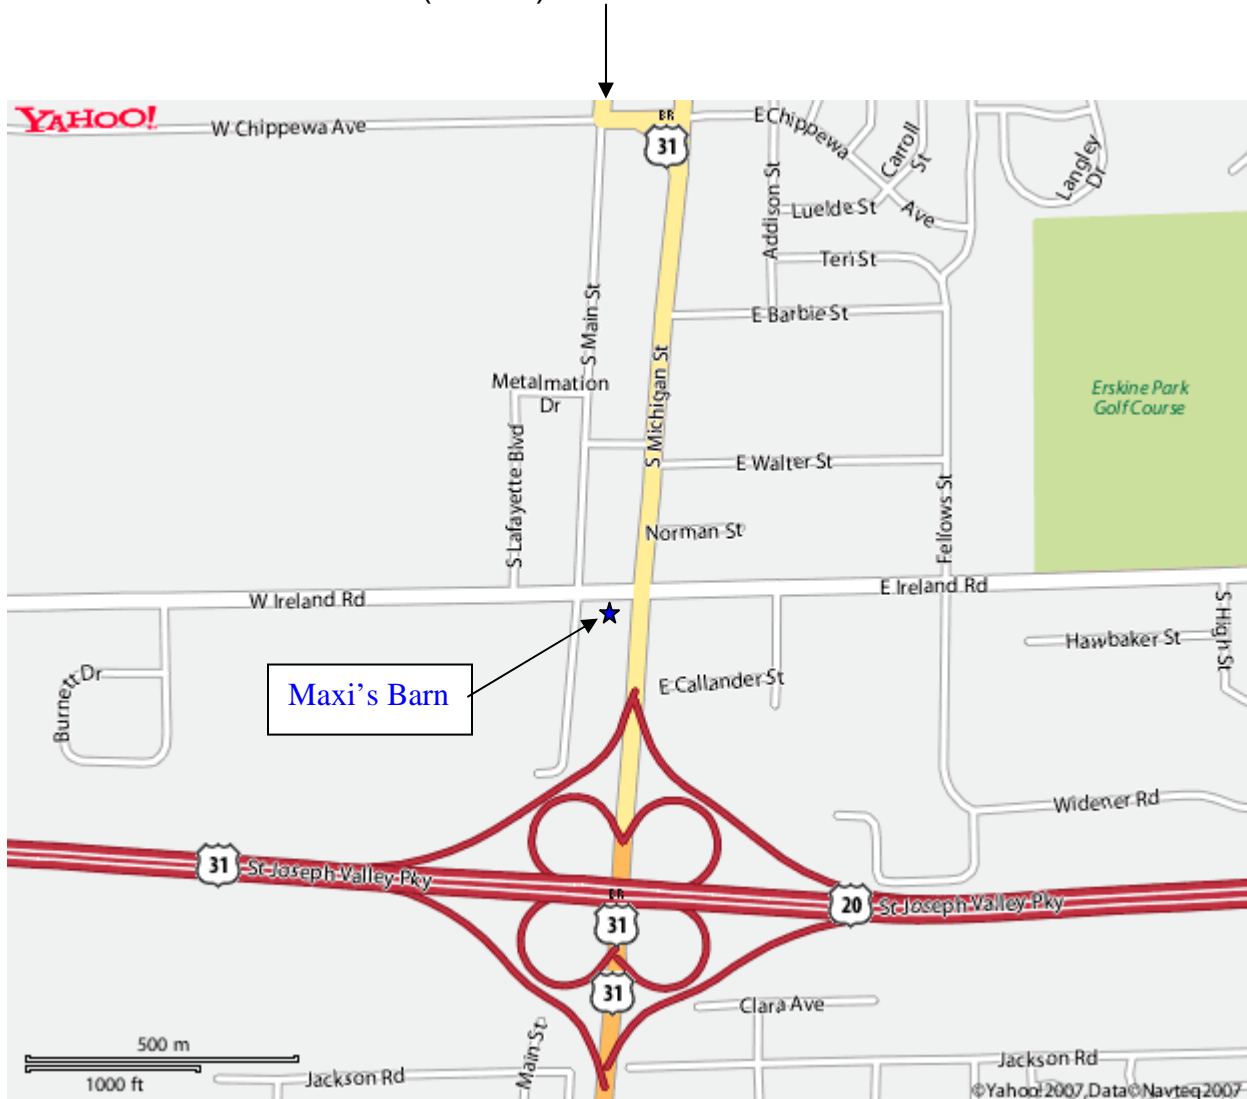 YAHOO!
W Chippewa Ave
BR
31
E Chippewa
Ave
Carroll
St
Langley
Dr
Addison St
Luelde St
Teri St
S Main St
E Barbie St
Metalmation
Dr
S Michigan St
Erskine Park
Golf Course
S Lafayette Blvd
E Walter St
Fellows St
Norman St
W Ireland Rd
E Ireland Rd
S High St
Hawbaker St
Burnett Dr
Maxi's Barn
E Callander St
Widener Rd
31
St Joseph Valley Pky
BR
31
20
St Joseph Valley Pky
31
Clara Ave
Main St
500 m
1000 ft
Jackson Rd
Jackson Rd
©Yahoo! 2007, Data©Navteq 2007